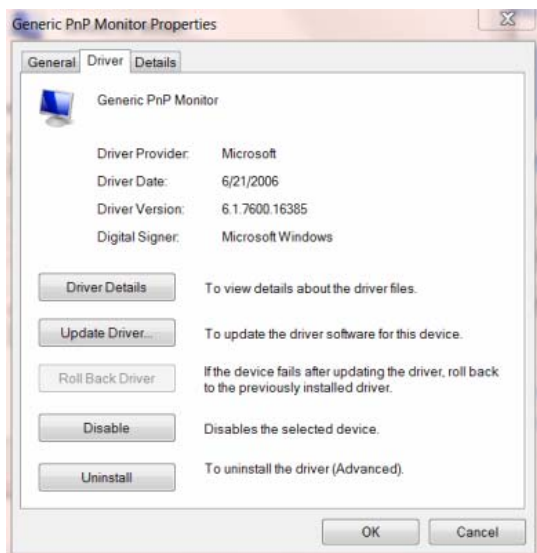 Generic PnP Monitor Properties
General Driver Details
Generic PnP Monitor
Driver Provider: Microsoft
Driver Date: 6/21/2006
Driver Version: 6.1.7600.16385
Digital Signer: Microsoft Windows
Driver Details To view details about the driver files.
Update Driver... To update the driver software for this device.
Roll Back Driver If the device fails after updating the driver, roll back
to the previously installed driver.
Disable Disables the selected device.
Uninstall To uninstall the driver (Advanced).
OK Cancel